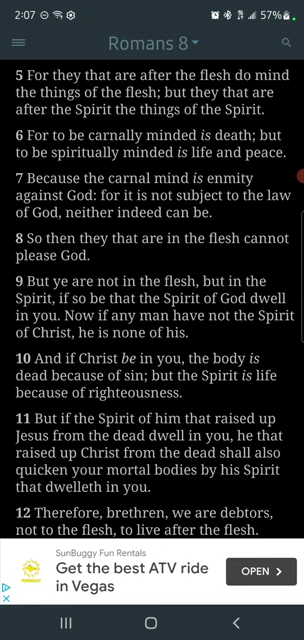 2:07 57%
Romans 8
5 For they that are after the flesh do mind
the things of the flesh; but they that are
after the Spirit the things of the Spirit.
6 For to be carnally minded is death; but
to be spiritually minded is life and peace.
7 Because the carnal mind is enmity
against God: for it is not subject to the law
of God, neither indeed can be.
8 So then they that are in the flesh cannot
please God.
9 But ye are not in the flesh, but in the
Spirit, if so be that the Spirit of God dwell
in you. Now if any man have not the Spirit
of Christ, he is none of his.
10 And if Christ be in you, the body is
dead because of sin; but the Spirit is life
because of righteousness.
11 But if the Spirit of him that raised up
Jesus from the dead dwell in you, he that
raised up Christ from the dead shall also
quicken your mortal bodies by his Spirit
that dwelleth in you.
12 Therefore, brethren, we are debtors,
not to the flesh, to live after the flesh.
SunBuggy Fun Rentals
Get the best ATV ride
in Vegas
OPEN